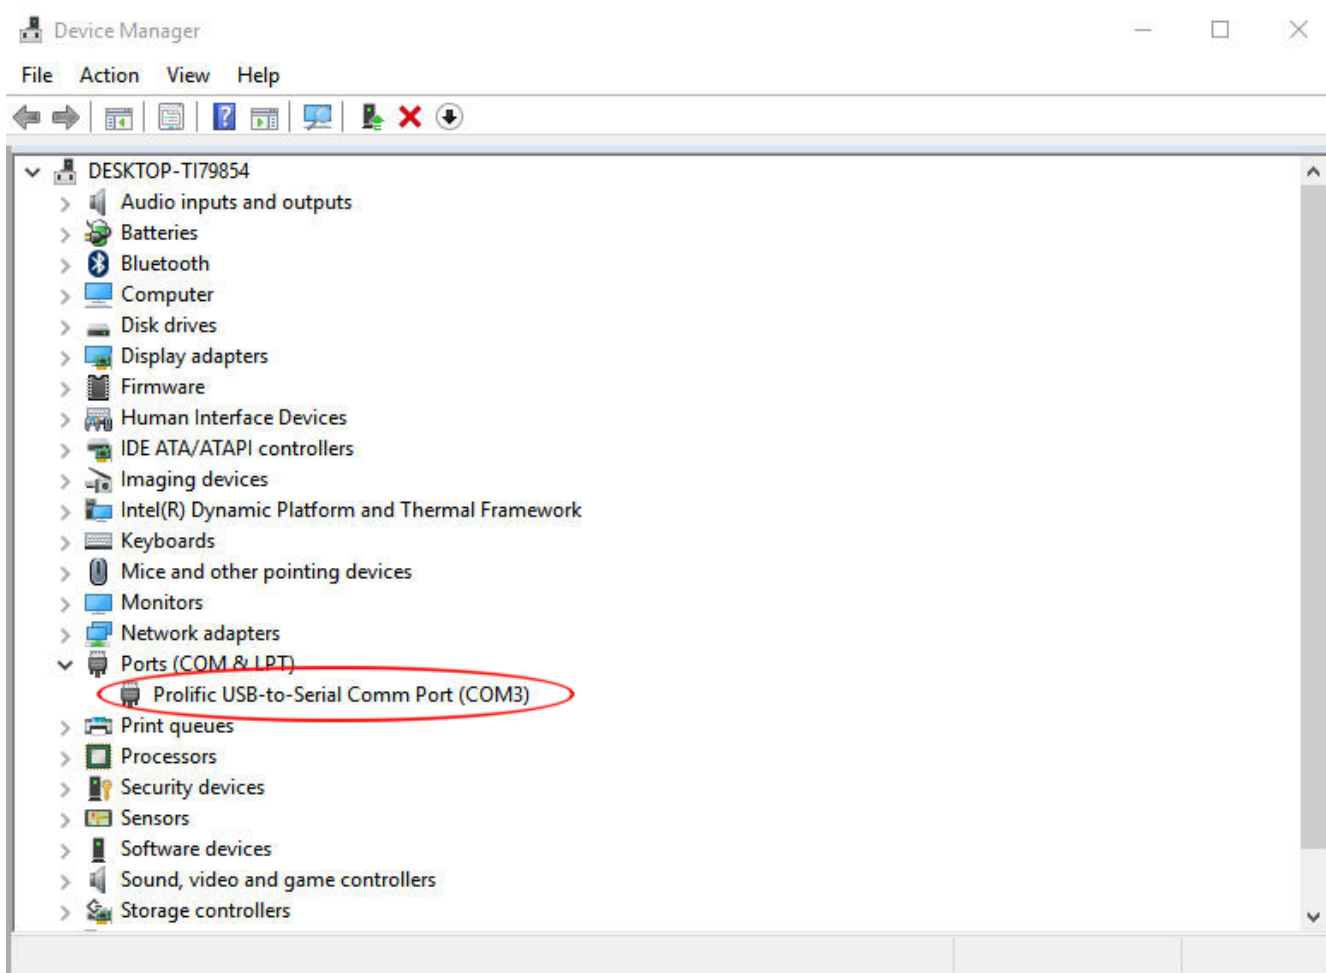 Device Manager
File Action View Help
DESKTOP-TI79854
Audio inputs and outputs
Batteries
Bluetooth
Computer
Disk drives
Display adapters
Firmware
Human Interface Devices
IDE ATA/ATAPI controllers
Imaging devices
Intel(R) Dynamic Platform and Thermal Framework
Keyboards
Mice and other pointing devices
Monitors
Network adapters
Ports (COM & LPT)
Prolific USB-to-Serial Comm Port (COM3)
Print queues
Processors
Security devices
Sensors
Software devices
Sound, video and game controllers
Storage controllers